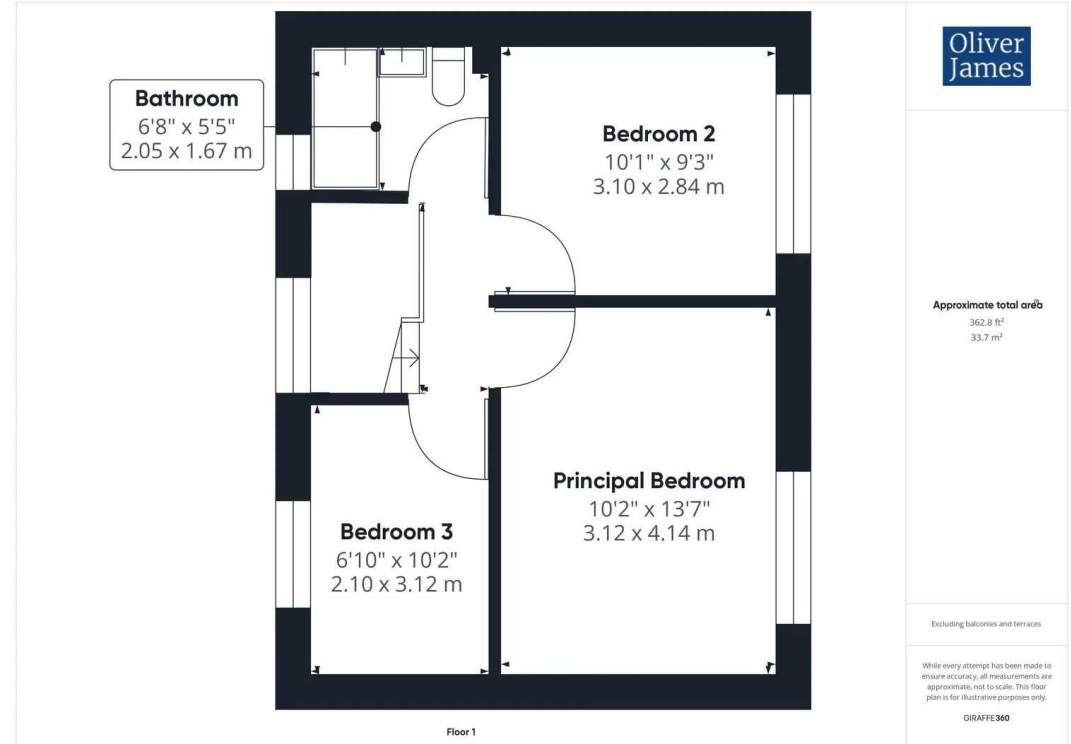 Bathroom
6'8" x 5'5"
2.05 x 1.67 m
Bedroom 2
10'1" x 9'3"
3.10 x 2.84 m
Principal Bedroom
10'2" x 13'7"
3.12 x 4.14 m
Bedroom 3
6'10" x 10'2"
2.10 x 3.12 m
Floor 1
Oliver
James
Approximate total area
362.8 ft²
33.7 m²
Excluding balconies and terraces
While every attempt has been made to
ensure accuracy, all measurements are
approximate, not to scale. This floor
plan is for illustrative purposes only.
GIRAFFE360